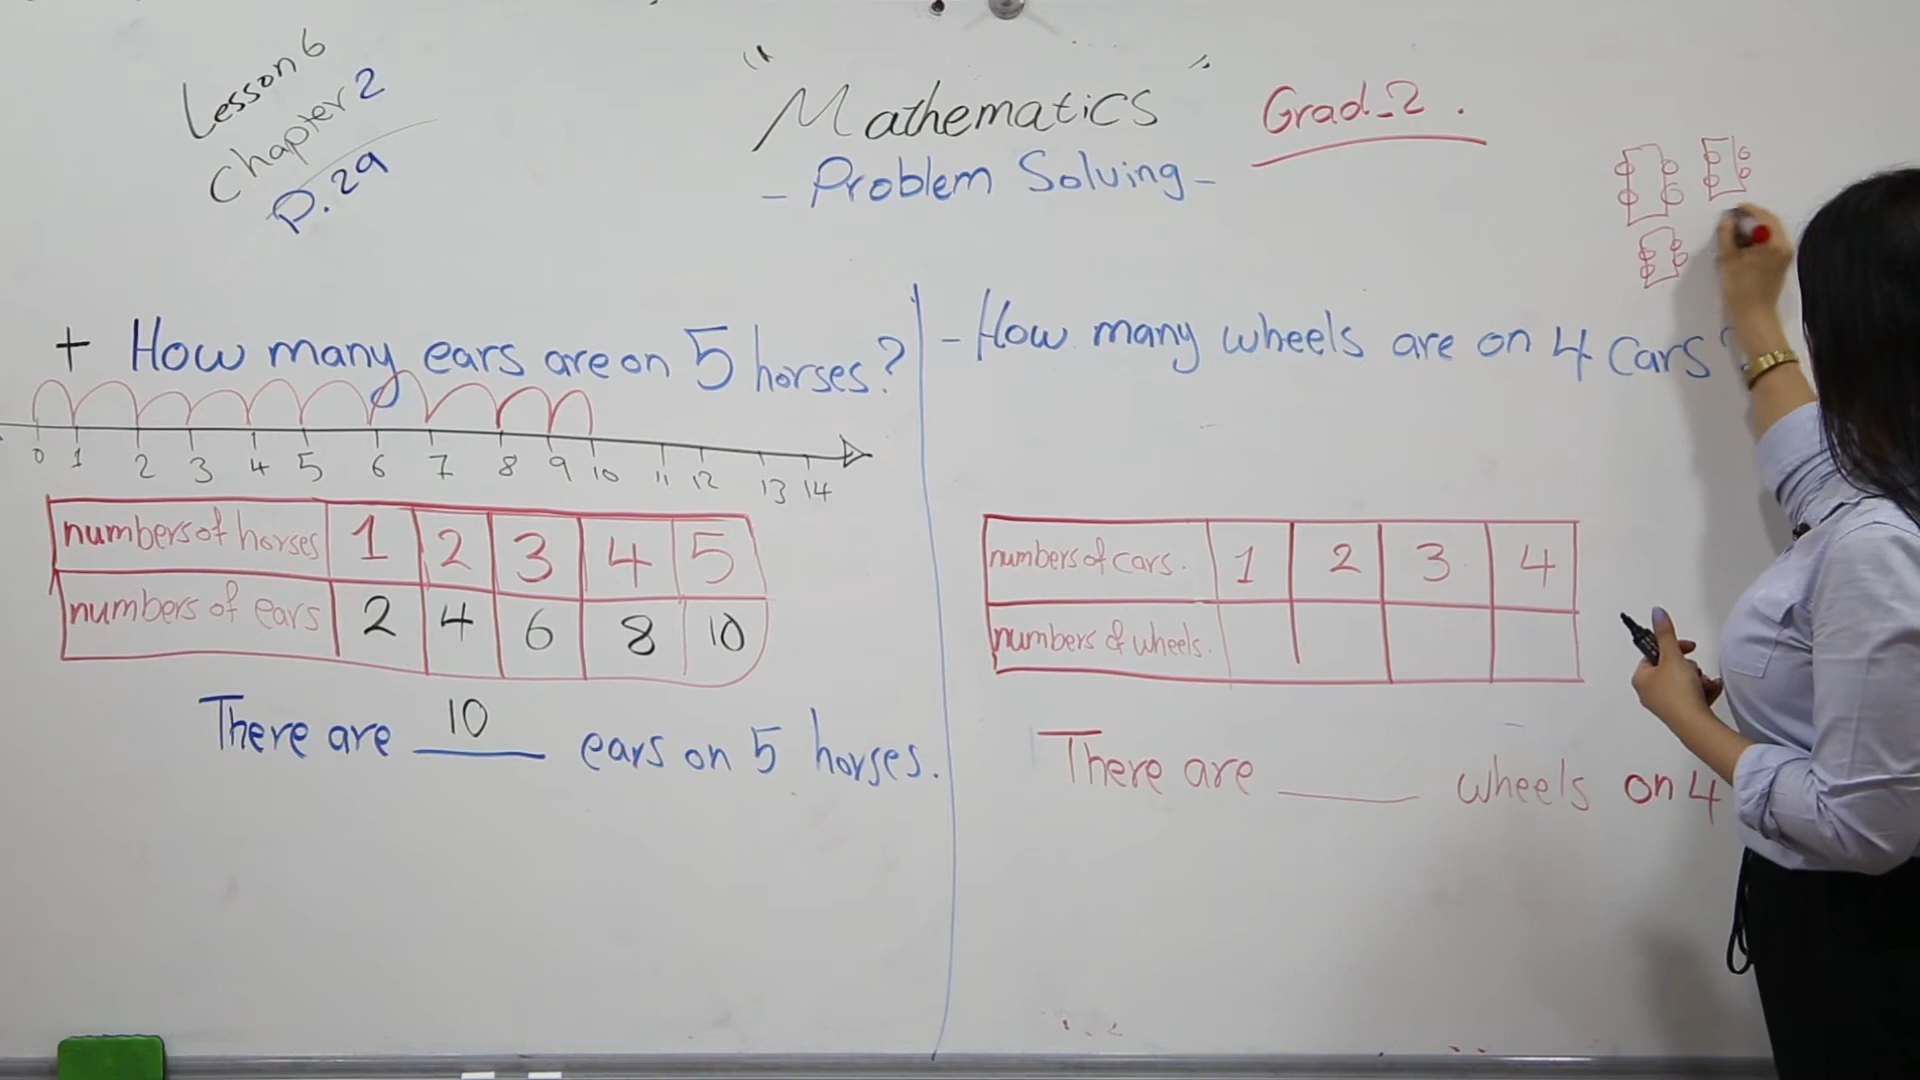 Lesson 6
Chapter 2
P.29
" Mathematics "
Grad_2 .
- Problem Solving -
+ How many ears are on 5 horses?
0 1 2 3 4 5 6 7 8 9 10 11 12 13 14
numbers of horses 1 2 3 4 5
numbers of ears 2 4 6 8 10
There are 10 ears on 5 horses.
- How many wheels are on 4 cars?
numbers of cars. 1 2 3 4
numbers of wheels.
There are ____ wheels on 4